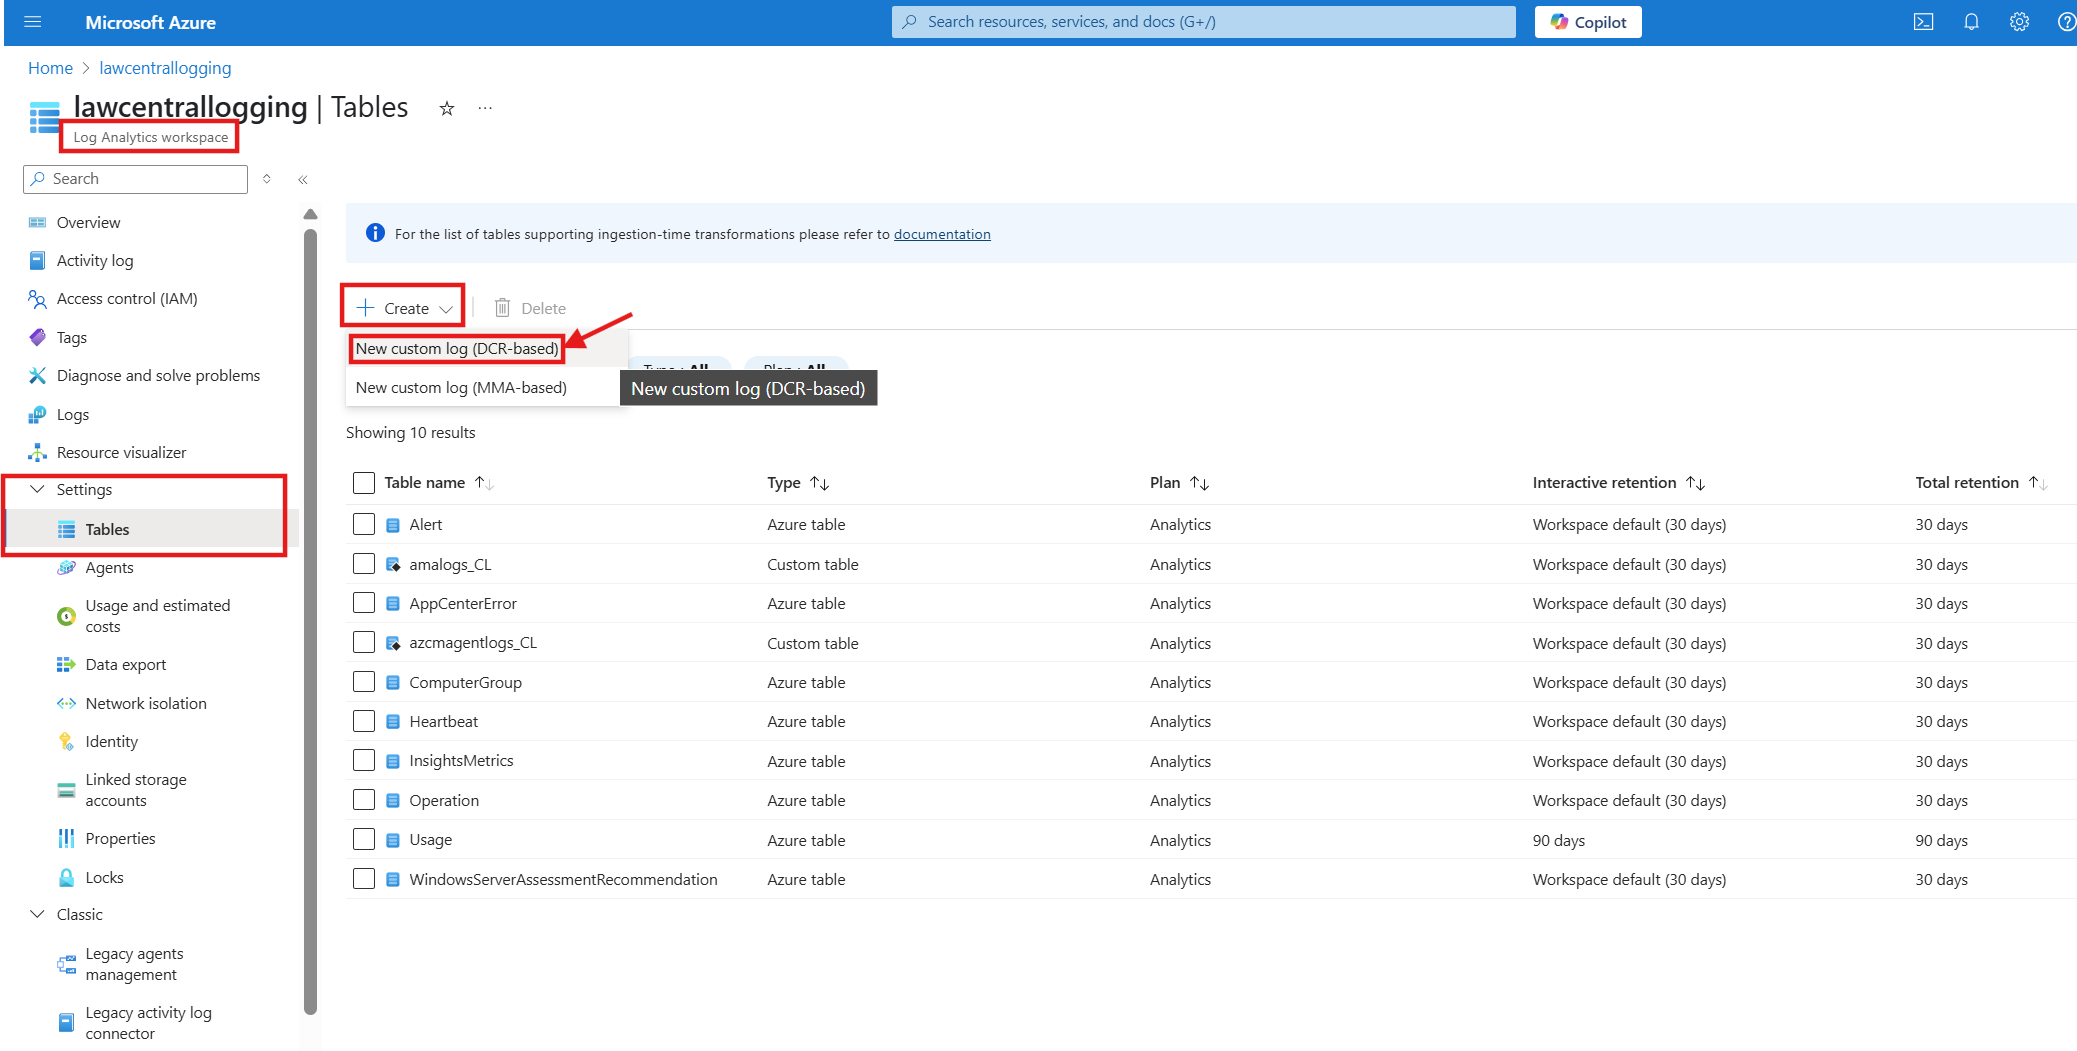 Microsoft Azure
Search resources, services, and docs (G+/)
Copilot
Home > lawcentrallogging
lawcentrallogging | Tables
Log Analytics workspace
Search
Overview
Activity log
Access control (IAM)
Tags
Diagnose and solve problems
Logs
Resource visualizer
Settings
Tables
Agents
Usage and estimated
costs
Data export
Network isolation
Identity
Linked storage
accounts
Properties
Locks
Classic
Legacy agents
management
Legacy activity log
connector
For the list of tables supporting ingestion-time transformations please refer to documentation
Create
Delete
New custom log (DCR-based)
New custom log (MMA-based)
Type : All
Plan : All
New custom log (DCR-based)
Showing 10 results
Table name Type Plan Interactive retention Total retention
Alert Azure table Analytics Workspace default (30 days) 30 days
amalogs_CL Custom table Analytics Workspace default (30 days) 30 days
AppCenterError Azure table Analytics Workspace default (30 days) 30 days
azcmagentlogs_CL Custom table Analytics Workspace default (30 days) 30 days
ComputerGroup Azure table Analytics Workspace default (30 days) 30 days
Heartbeat Azure table Analytics Workspace default (30 days) 30 days
InsightsMetrics Azure table Analytics Workspace default (30 days) 30 days
Operation Azure table Analytics Workspace default (30 days) 30 days
Usage Azure table Analytics 90 days 90 days
WindowsServerAssessmentRecommendation Azure table Analytics Workspace default (30 days) 30 days